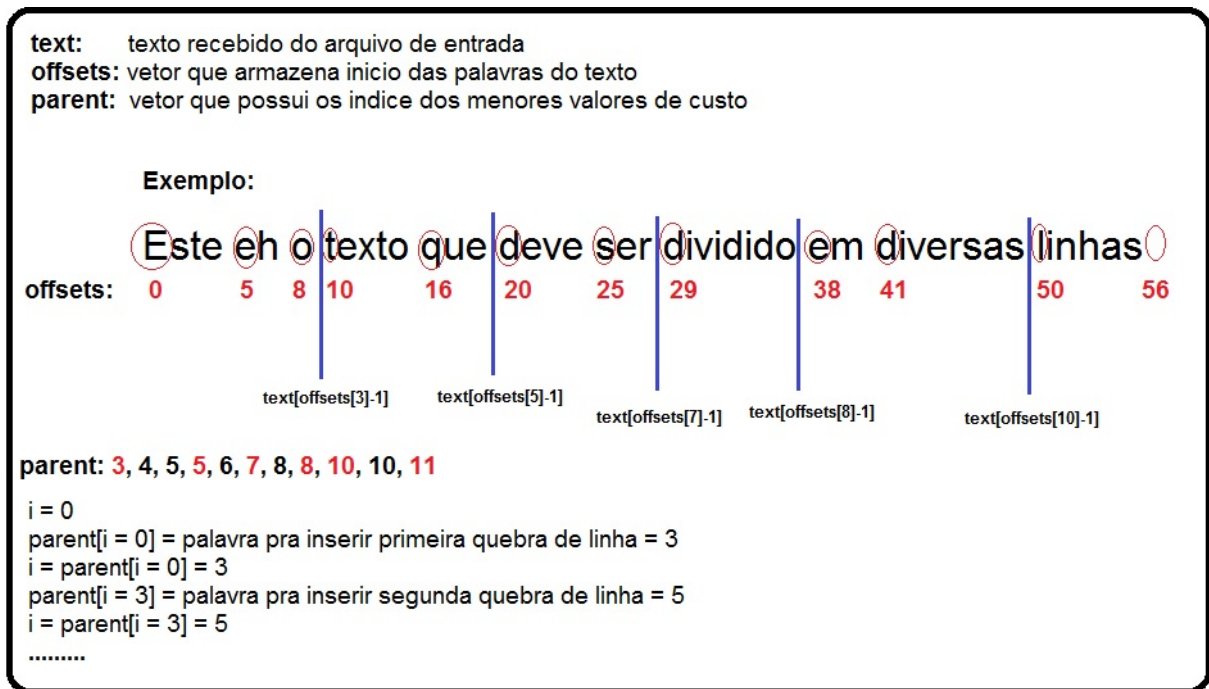 text: texto recebido do arquivo de entrada
offsets: vetor que armazena inicio das palavras do texto
parent: vetor que possui os indice dos menores valores de custo
Exemplo:
Este eh o texto que deve ser dividido em diversas linhas
offsets: 0 5 8 10 16 20 25 29 38 41 50 56
text[offsets[3]-1] text[offsets[5]-1] text[offsets[7]-1] text[offsets[8]-1] text[offsets[10]-1]
parent: 3, 4, 5, 5, 6, 7, 8, 8, 10, 10, 11
i = 0
parent[i = 0] = palavra pra inserir primeira quebra de linha = 3
i = parent[i = 0] = 3
parent[i = 3] = palavra pra inserir segunda quebra de linha = 5
i = parent[i = 3] = 5
.........